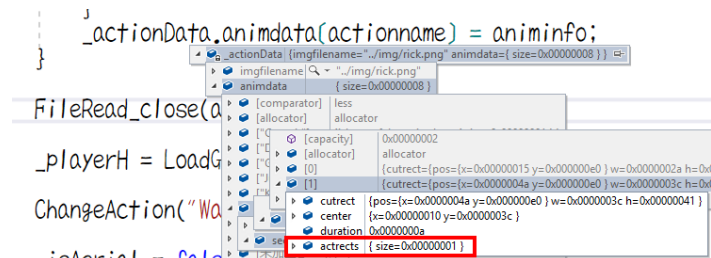 }
_actionData.animdata(actionname) = animinfo;
}
_actionData {imgfilename="../img/rick.png" animdata={ size=0x00000008 } }
imgfilename "../img/rick.png"
animdata { size=0x00000008 }
FileRead_close(a
[comparator] less
[allocator] allocator
[capacity] 0x00000002
[allocator] allocator
[0] {cutrect={pos={x=0x00000015 y=0x000000e0 } w=0x0000002a h=0x0
_playerH = LoadG
[1] {cutrect={pos={x=0x0000004a y=0x000000e0 } w=0x0000003c h=0x0
cutrect {pos={x=0x0000004a y=0x000000e0 } w=0x0000003c h=0x00000041 }
ChangeAction("Wa
center {x=0x00000010 y=0x0000003c }
duration 0x0000000a
actrects { size=0x00000001 }